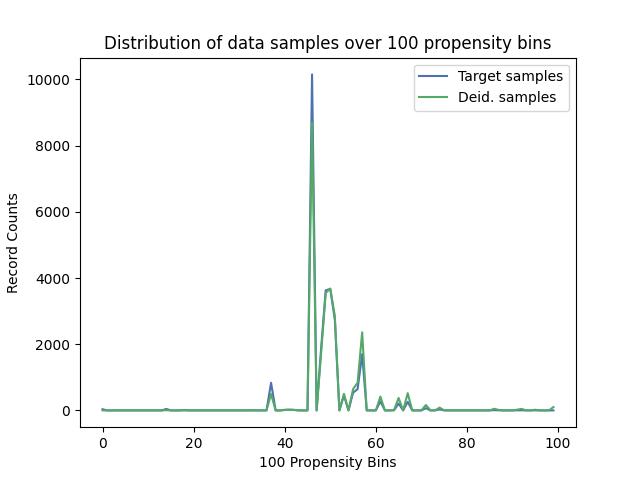 Distribution of data samples over 100 propensity bins
Target samples
Deid. samples
10000
8000
6000
4000
2000
0
Record Counts
0 20 40 60 80 100
100 Propensity Bins